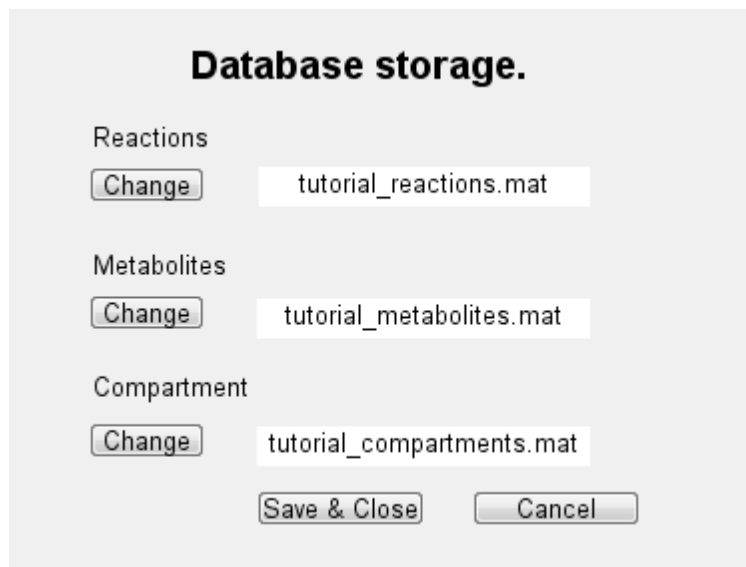 Database storage.
Reactions
Change tutorial_reactions.mat
Metabolites
Change tutorial_metabolites.mat
Compartment
Change tutorial_compartments.mat
Save & Close Cancel